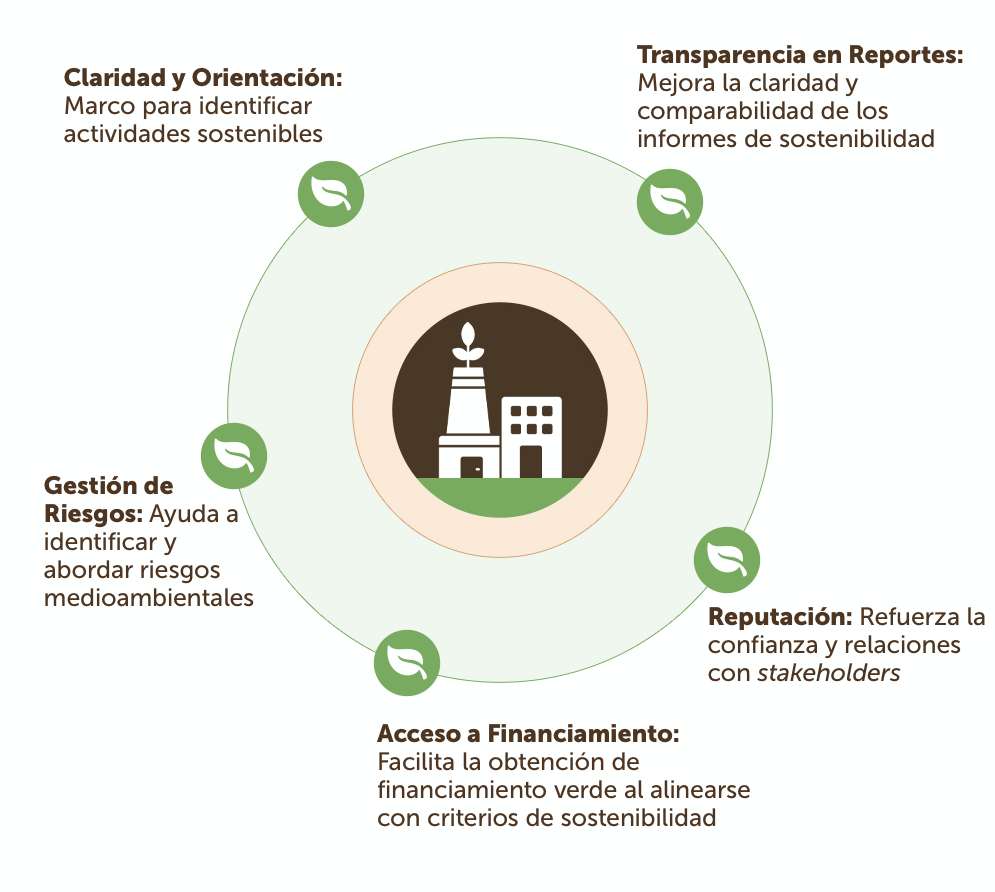 Claridad y Orientación:
Marco para identificar
actividades sostenibles
Transparencia en Reportes:
Mejora la claridad y
comparabilidad de los
informes de sostenibilidad
Gestión de
Riesgos: Ayuda a
identificar y
abordar riesgos
medioambientales
Reputación: Refuerza la
confianza y relaciones
con stakeholders
Acceso a Financiamiento:
Facilita la obtención de
financiamiento verde al alinearse
con criterios de sostenibilidad